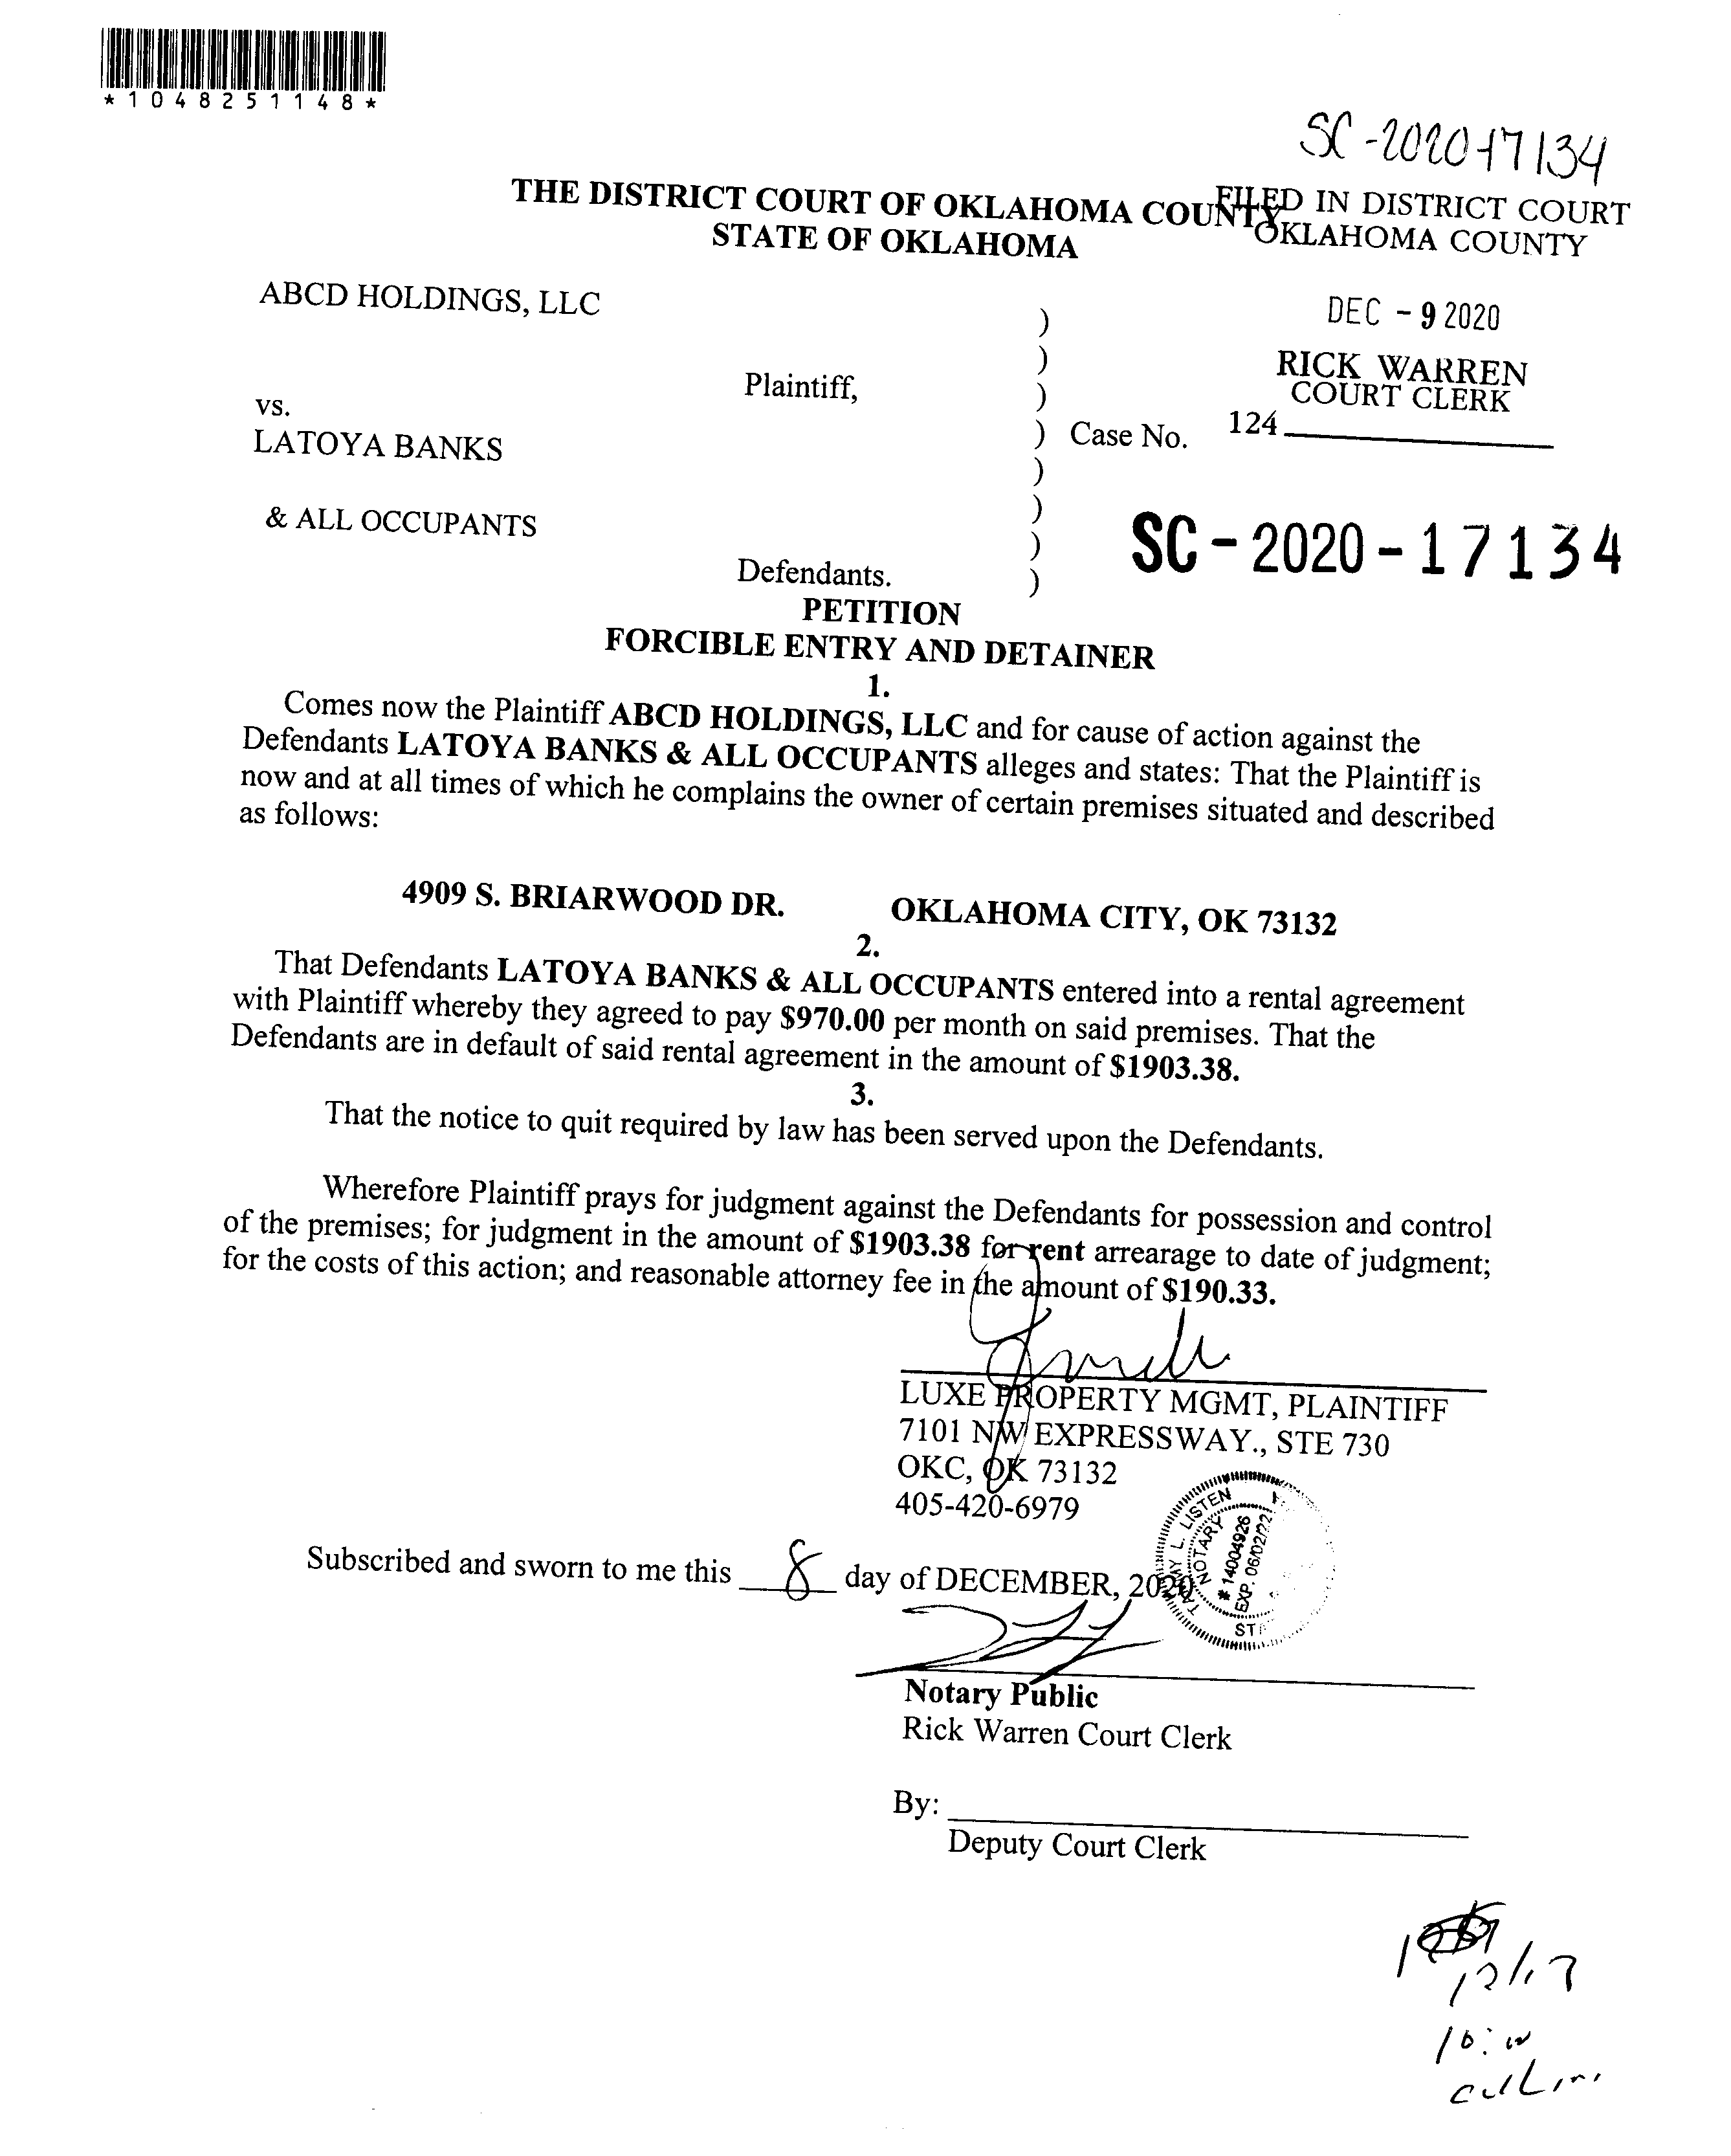 *1048251148*
SC-2020-17134
THE DISTRICT COURT OF OKLAHOMA COUNTY
STATE OF OKLAHOMA
FILED IN DISTRICT COURT
OKLAHOMA COUNTY
DEC - 9 2020
RICK WARREN
COURT CLERK
124
ABCD HOLDINGS, LLC
)
)
Plaintiff, )
vs.
) Case No.
LATOYA BANKS
)
)
& ALL OCCUPANTS
)
Defendants. )
SC-2020-17134
PETITION
FORCIBLE ENTRY AND DETAINER
1.
Comes now the Plaintiff ABCD HOLDINGS, LLC and for cause of action against the
Defendants LATOYA BANKS & ALL OCCUPANTS alleges and states: That the Plaintiff is
now and at all times of which he complains the owner of certain premises situated and described
as follows:
4909 S. BRIARWOOD DR. OKLAHOMA CITY, OK 73132
2.
That Defendants LATOYA BANKS & ALL OCCUPANTS entered into a rental agreement
with Plaintiff whereby they agreed to pay $970.00 per month on said premises. That the
Defendants are in default of said rental agreement in the amount of $1903.38.
3.
That the notice to quit required by law has been served upon the Defendants.
Wherefore Plaintiff prays for judgment against the Defendants for possession and control
of the premises; for judgment in the amount of $1903.38 for rent arrearage to date of judgment;
for the costs of this action; and reasonable attorney fee in the amount of $190.33.
LUXE PROPERTY MGMT, PLAINTIFF
7101 NW EXPRESSWAY., STE 730
OKC, OK 73132
405-420-6979
L. LISTEN
NOTARY
# 14004926
EXP. 06/02/22
Subscribed and sworn to me this 8 day of DECEMBER, 2020
Notary Public
Rick Warren Court Clerk
By:
Deputy Court Clerk
12/17